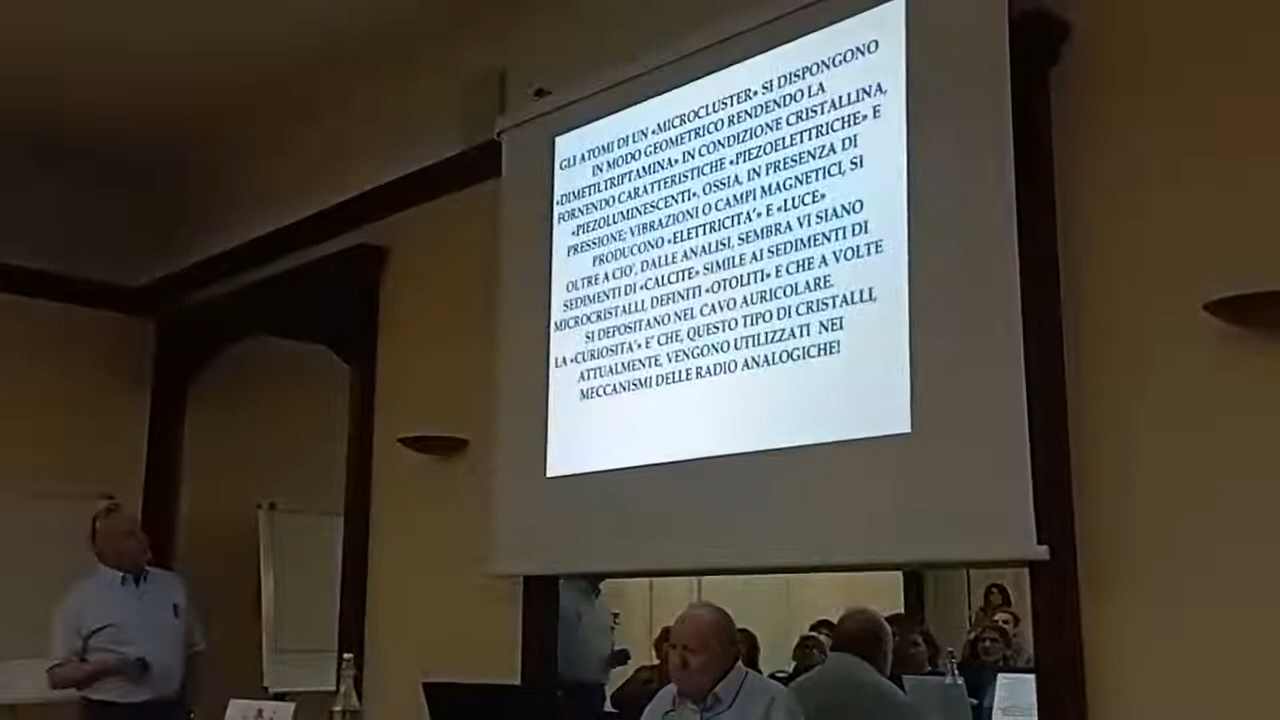 GLI ATOMI DI UN «MICROCLUSTER» SI DISPONGONO
IN MODO GEOMETRICO RENDENDO LA
«DIMETILTRIPTAMINA» IN CONDIZIONE CRISTALLINA,
FORNENDO CARATTERISTICHE «PIEZOELETTRICHE» E
«PIEZOLUMINESCENTI». OSSIA, IN PRESENZA DI
PRESSIONE; VIBRAZIONI O CAMPI MAGNETICI, SI
PRODUCONO «ELETTRICITA'» E «LUCE»
OLTRE A CIO', DALLE ANALISI, SEMBRA VI SIANO
SEDIMENTI DI «CALCITE» SIMILE AI SEDIMENTI DI
MICROCRISTALLI, DEFINITI «OTOLITI» E CHE A VOLTE
SI DEPOSITANO NEL CAVO AURICOLARE.
LA «CURIOSITA'» E' CHE, QUESTO TIPO DI CRISTALLI,
ATTUALMENTE, VENGONO UTILIZZATI NEI
MECCANISMI DELLE RADIO ANALOGICHE!